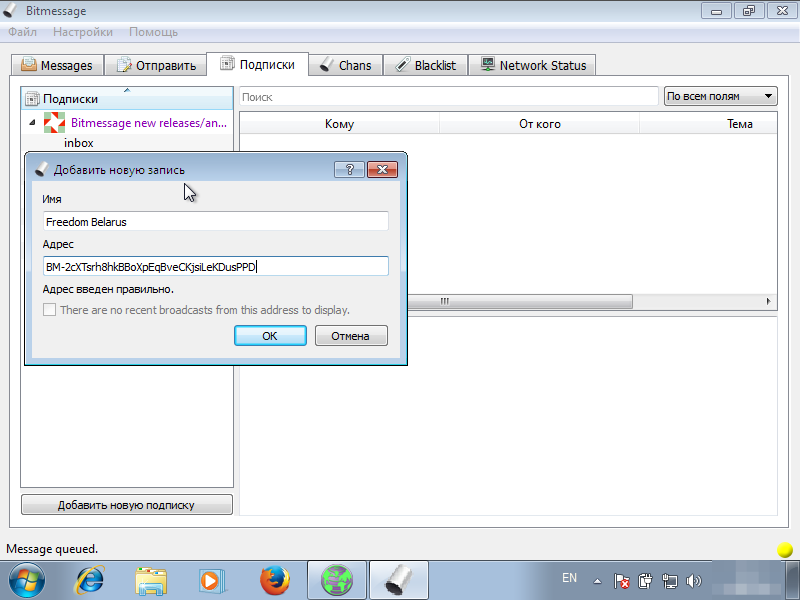 Bitmessage
Файл Настройки Помощь
Messages Отправить Подписки Chans Blacklist Network Status
Подписки
Поиск
По всем полям
Bitmessage new releases/an...
inbox
Кому От кого Тема
Добавить новую запись
Имя
Freedom Belarus
Адрес
BM-2cXTsrh8hkBBoXpEqBveCKjsiLeKDusPPD
Адрес введен правильно.
There are no recent broadcasts from this address to display.
OK Отмена
Добавить новую подписку
Message queued.
EN